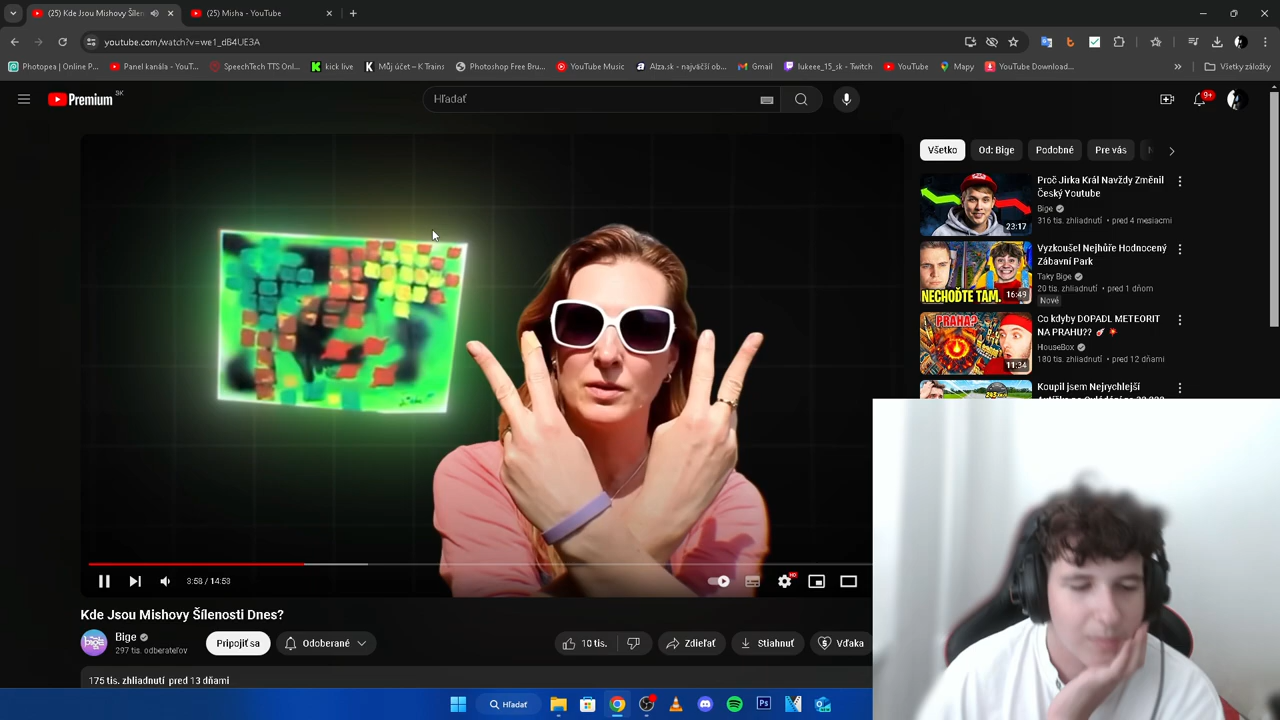 (25) Kde Jsou Mishovy Šílen
(25) Misha - YouTube
youtube.com/watch?v=we1_dB4UE3A
Photopea | Online P...
Panel kanála - YouT...
SpeechTech TTS Onl...
kick live
Můj účet – K Trains
Photoshop Free Bru...
YouTube Music
Alza.sk - najväčší ob...
Gmail
lukeee_15_sk - Twitch
YouTube
Mapy
YouTube Download...
Všetky záložky
Premium SK
Hľadať
9+
Všetko
Od: Bige
Podobné
Pre vás
Proč Jirka Král Navždy Změnil
Český Youtube
Bige
316 tis. zhliadnutí • pred 4 mesiacmi
23:17
Vyzkoušel Nejhůře Hodnocený
Zábavní Park
Taky Bige
20 tis. zhliadnutí • pred 1 dňom
Nové
NECHOĎTE TAM.
16:49
Co kdyby DOPADL METEORIT
NA PRAHU??
HouseBox
180 tis. zhliadnutí • pred 12 dňami
PRAHA?
11:34
Koupil jsem Nejrychlejší
3:58 / 14:53
HD
Kde Jsou Mishovy Šílenosti Dnes?
Bige
297 tis. odberateľov
Pripojiť sa
Odoberané
10 tis.
Zdieľať
Stiahnuť
Vďaka
175 tis. zhliadnutí pred 13 dňami
Hľadať
Ps